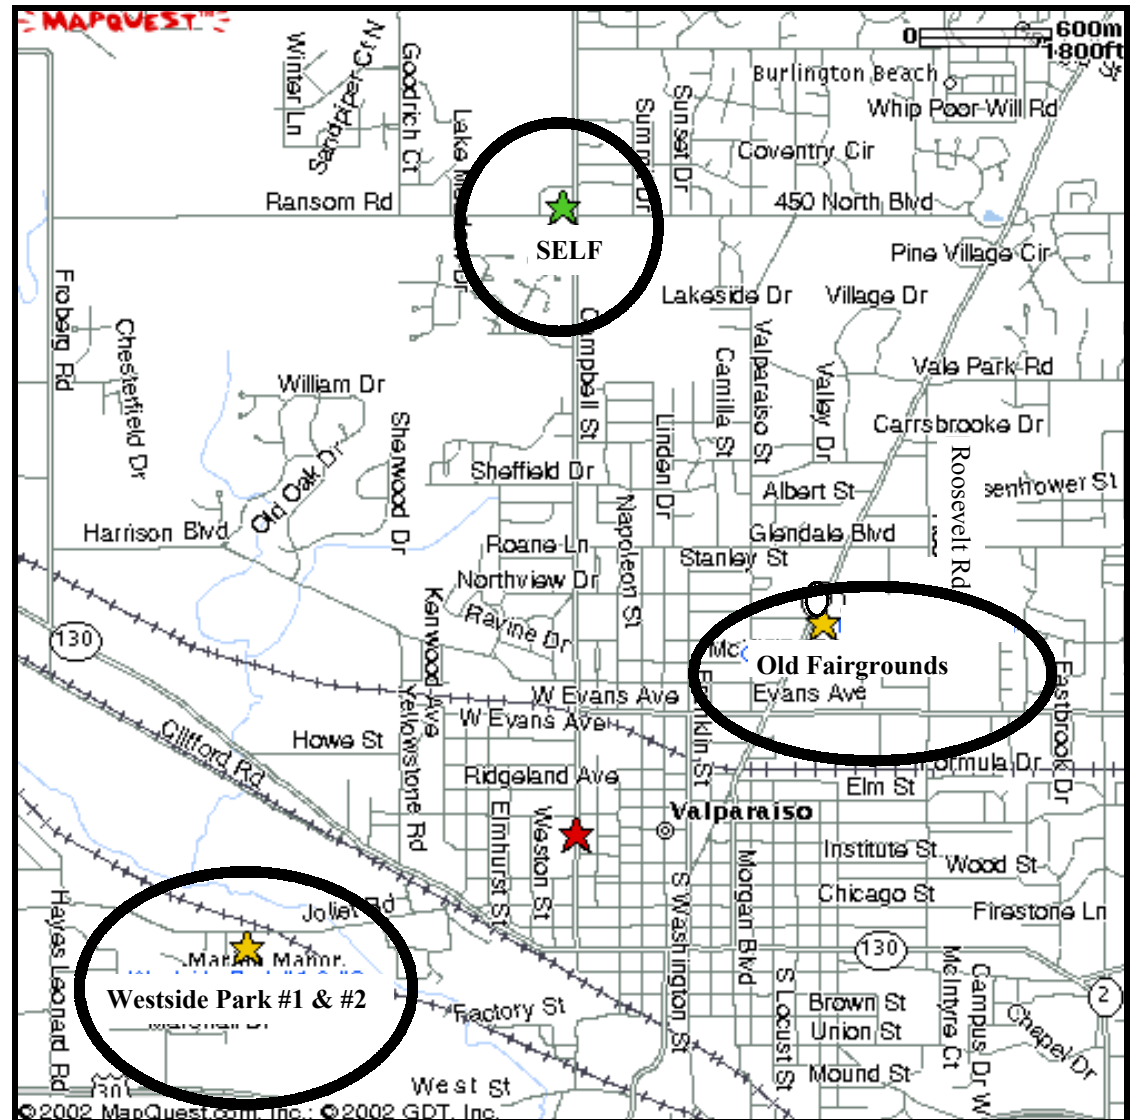 MAPQUEST
0 600m
1800ft
Winter Ln
Sandpiper Ct N
Goodrich Ct
Burlington Beach
Whip Poor Will Rd
Sunset Dr
Coventry Cir
Ransom Rd
450 North Blvd
SELF
Pine Village Cir
Lakeside Dr
Village Dr
Froberg Rd
Chesterfield Dr
Campbell St
Camilla St
Valparaiso St
Valley Dr
Vale Park Rd
William Dr
Carrsbrooke Dr
Sherwood Dr
Linden Dr
Roosevelt Rd
Old Oak Dr
Sheffield Dr
Albert St
Napoleon St
Harrison Blvd
Glendale Blvd
Roane Ln
Stanley St
Northview Dr
Kenwood Ave
Ravine Dr
130
Old Fairgrounds
W Evans Ave
Evans Ave
Franklin St
Eastbrook Dr
W Evans Ave
Yellowstone Rd
Clifford Rd
Howe St
Ridgeland Ave
Elm St
Elmhurst St
Weston St
Valparaiso
Institute St
Wood St
Morgan Blvd
Chicago St
S Washington St
Joliet Rd
Firestone Ln
Hayes Leonard Rd
130
McIntyre Ct
Campus Dr W
Westside Park #1 & #2
Factory St
S Locust St
Brown St
2
Union St
Chapel Dr
Mound St
West St
30
©2002 MapQuest.com, Inc.; ©2002 GDT, Inc.